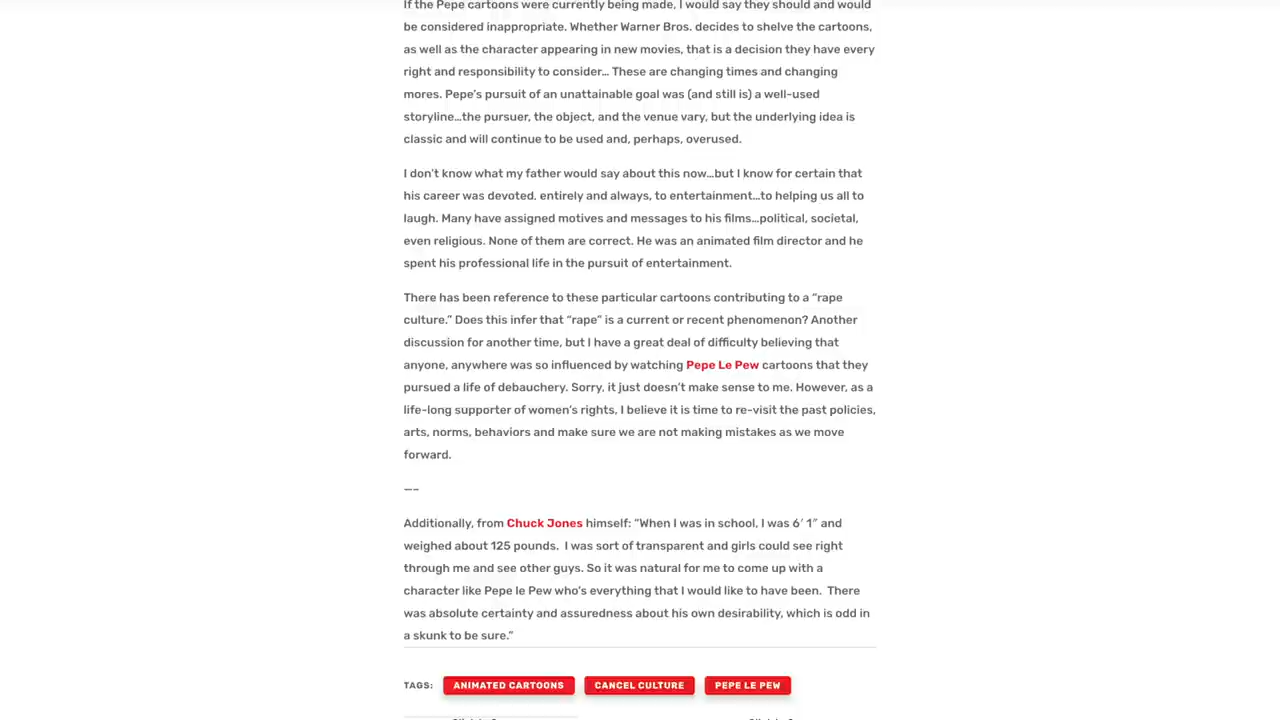 If the Pepe cartoons were currently being made, I would say they should and would
be considered inappropriate. Whether Warner Bros. decides to shelve the cartoons,
as well as the character appearing in new movies, that is a decision they have every
right and responsibility to consider… These are changing times and changing
mores. Pepe's pursuit of an unattainable goal was (and still is) a well-used
storyline…the pursuer, the object, and the venue vary, but the underlying idea is
classic and will continue to be used and, perhaps, overused.
I don't know what my father would say about this now…but I know for certain that
his career was devoted, entirely and always, to entertainment…to helping us all to
laugh. Many have assigned motives and messages to his films…political, societal,
even religious. None of them are correct. He was an animated film director and he
spent his professional life in the pursuit of entertainment.
There has been reference to these particular cartoons contributing to a “rape
culture.” Does this infer that “rape” is a current or recent phenomenon? Another
discussion for another time, but I have a great deal of difficulty believing that
anyone, anywhere was so influenced by watching Pepe Le Pew cartoons that they
pursued a life of debauchery. Sorry, it just doesn't make sense to me. However, as a
life-long supporter of women's rights, I believe it is time to re-visit the past policies,
arts, norms, behaviors and make sure we are not making mistakes as we move
forward.
—–
Additionally, from Chuck Jones himself: “When I was in school, I was 6′ 1″ and
weighed about 125 pounds. I was sort of transparent and girls could see right
through me and see other guys. So it was natural for me to come up with a
character like Pepe le Pew who's everything that I would like to have been. There
was absolute certainty and assuredness about his own desirability, which is odd in
a skunk to be sure.”
TAGS: ANIMATED CARTOONS CANCEL CULTURE PEPE LE PEW